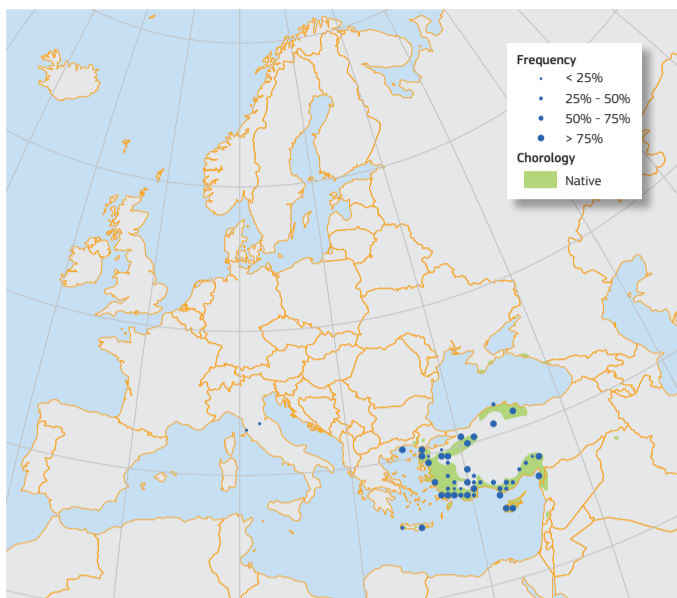 Frequency
< 25%
25% - 50%
50% - 75%
> 75%
Chorology
Native